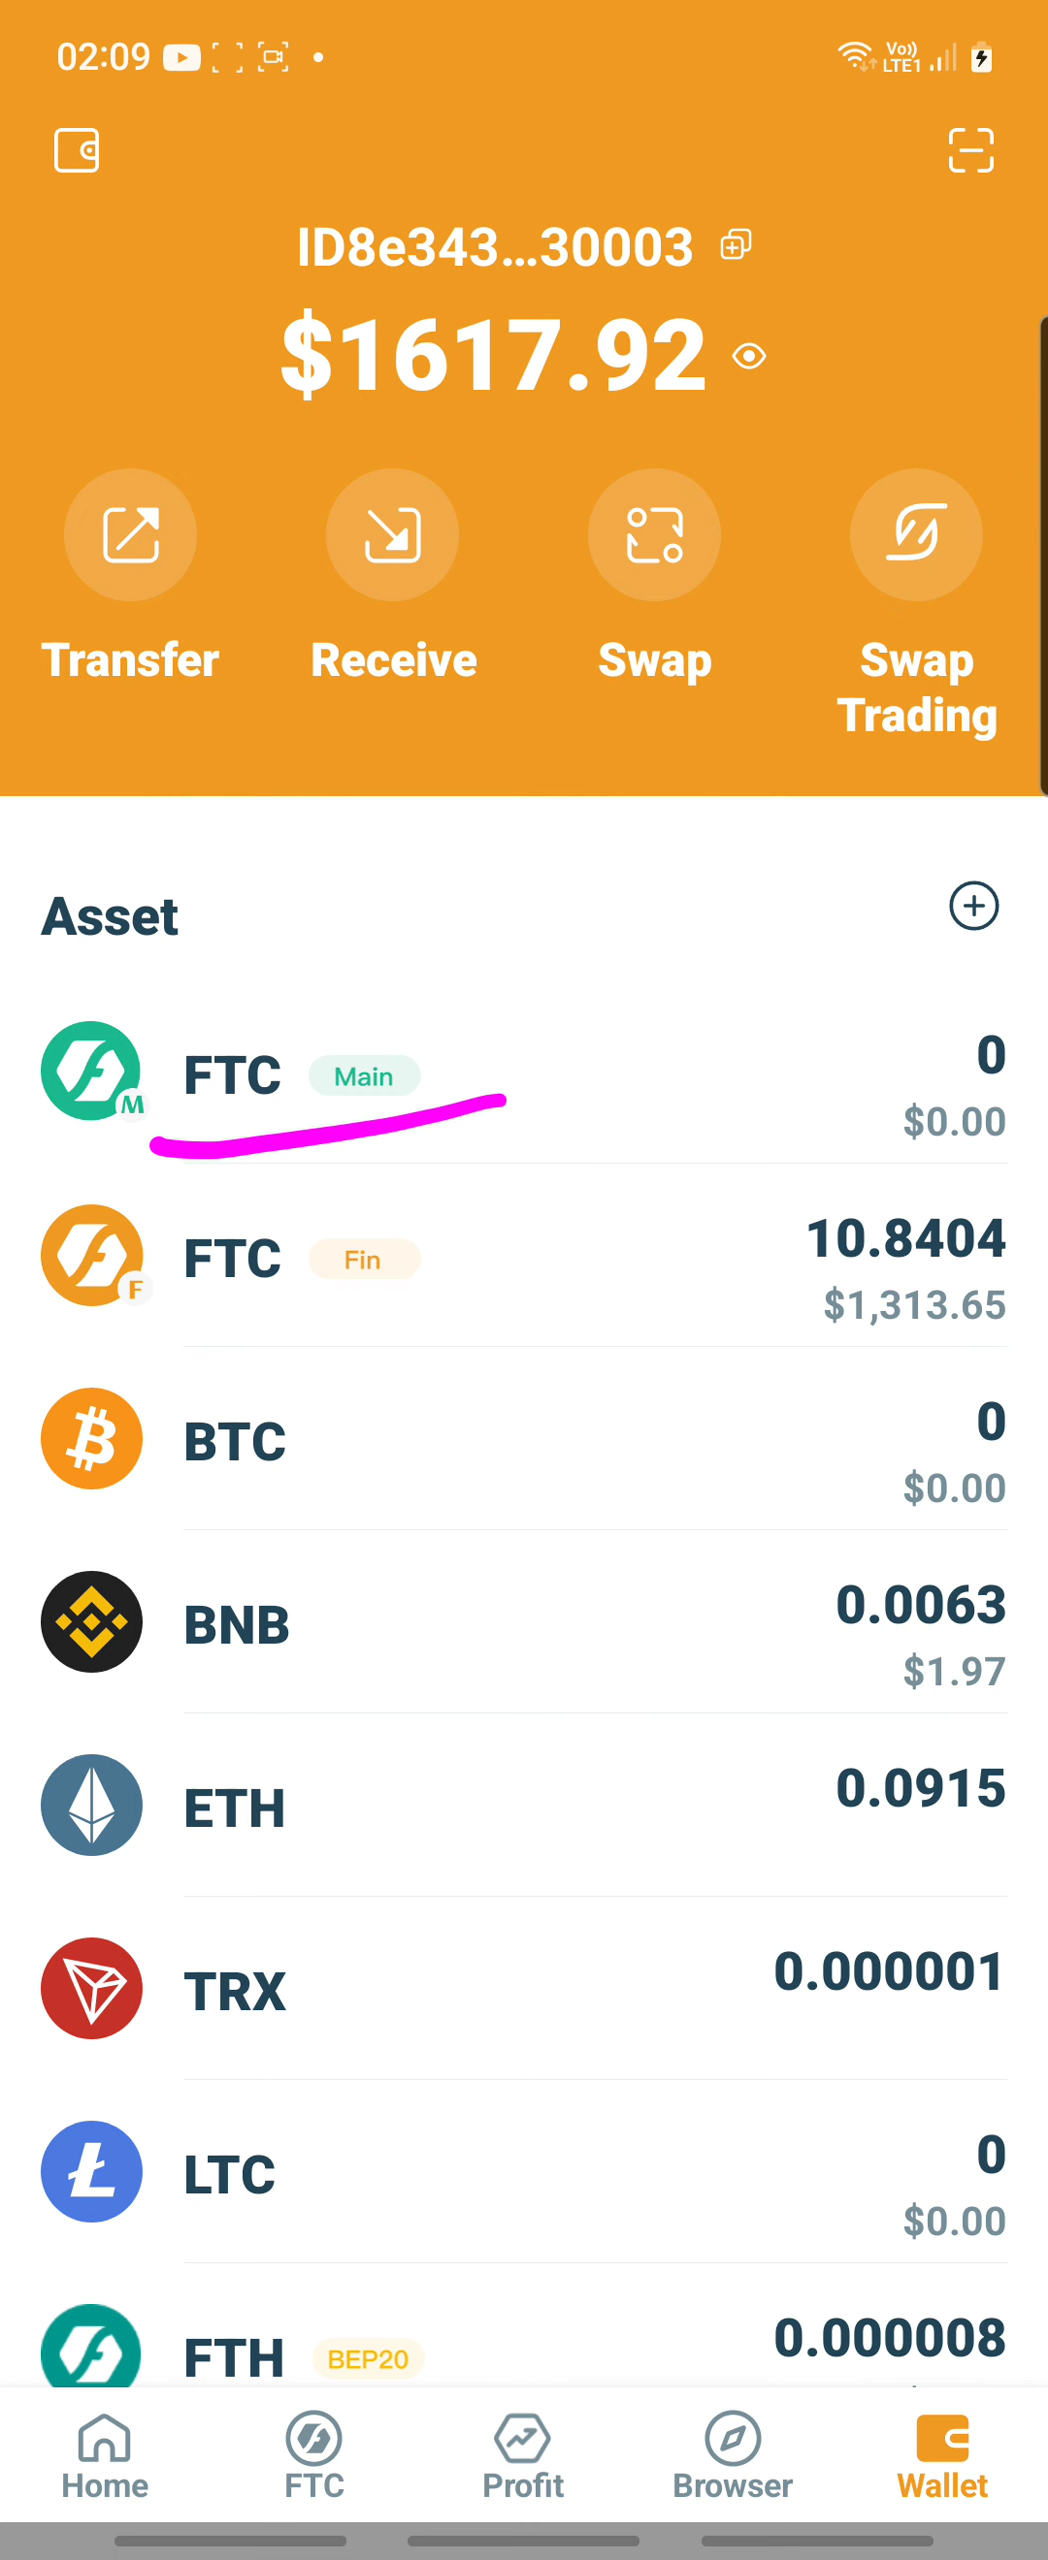 02:09 Vo)) LTE1
ID8e343...30003
$1617.92
Transfer Receive Swap Swap Trading
Asset
FTC Main 0
M $0.00
FTC Fin 10.8404
F $1,313.65
BTC 0
$0.00
BNB 0.0063
$1.97
ETH 0.0915
TRX 0.000001
LTC 0
$0.00
FTH BEP20 0.000008
Home FTC Profit Browser Wallet